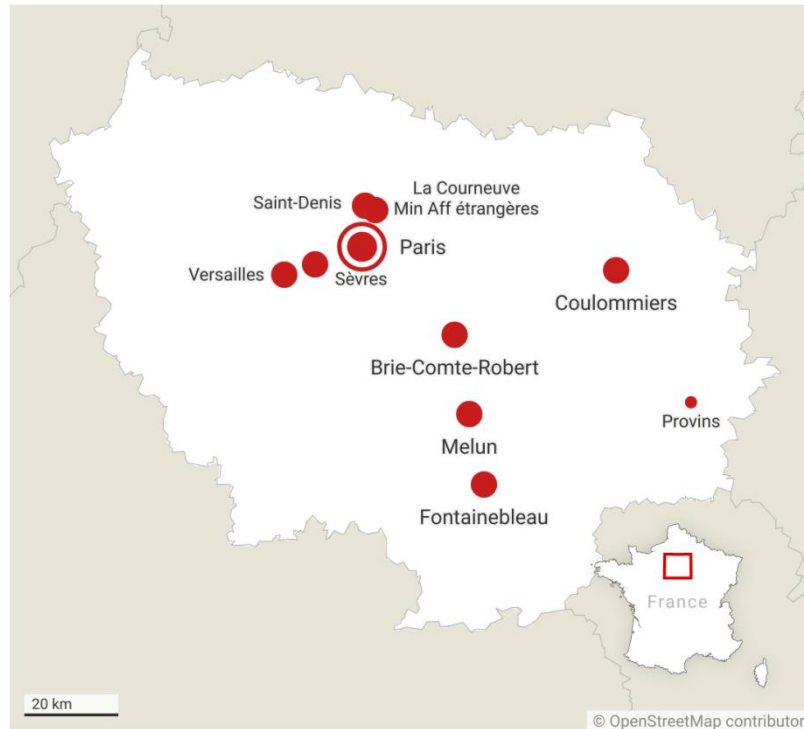 La Courneuve
Saint-Denis
Min Aff étrangères
Paris
Versailles
Sèvres
Coulommiers
Brie-Comte-Robert
Provins
Melun
Fontainebleau
France
20 km
© OpenStreetMap contributor